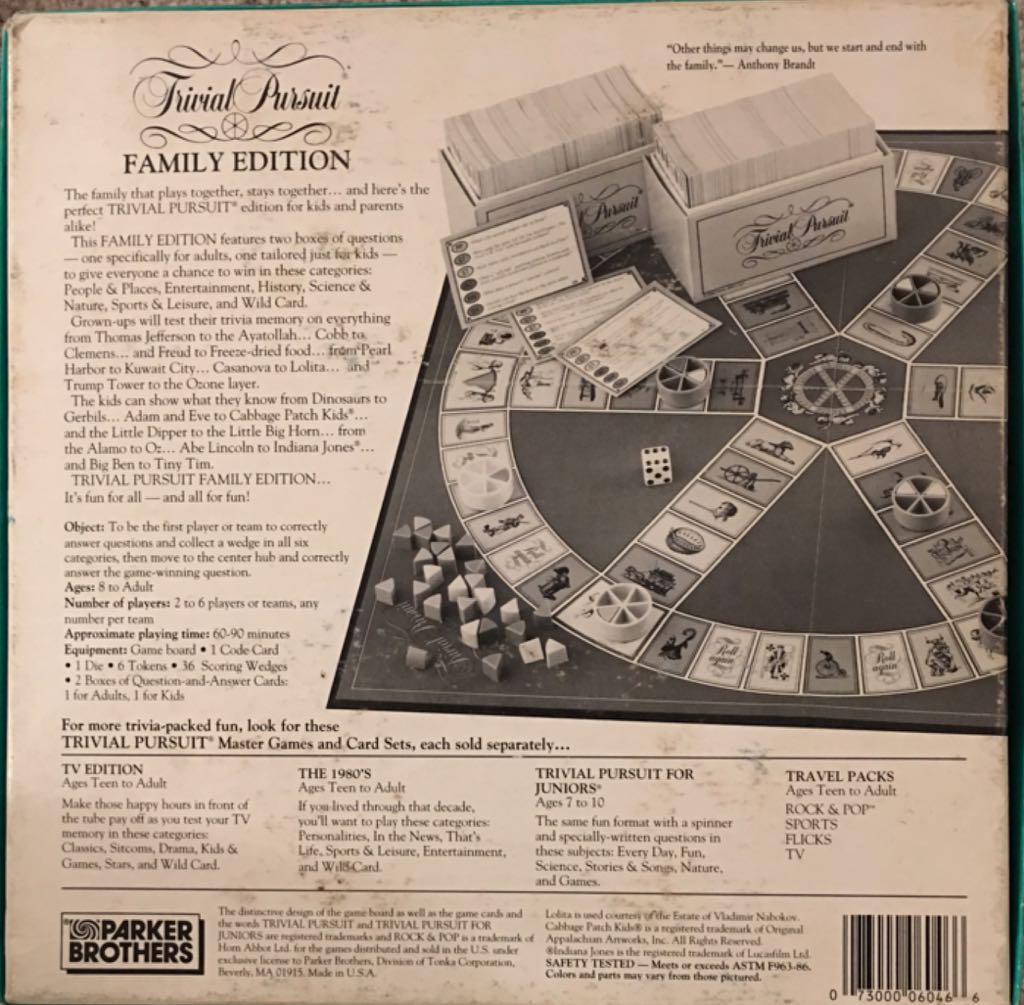 "Other things may change us, but we start and end with
the family."— Anthony Brandt
Trivial Pursuit
FAMILY EDITION
The family that plays together, stays together... and here's the
perfect TRIVIAL PURSUIT® edition for kids and parents
alike!
This FAMILY EDITION features two boxes of questions
— one specifically for adults, one tailored just for kids —
to give everyone a chance to win in these categories:
People & Places, Entertainment, History, Science &
Nature, Sports & Leisure, and Wild Card.
Grown-ups will test their trivia memory on everything
from Thomas Jefferson to the Ayatollah... Cobb to
Clemens... and Freud to Freeze-dried food... from Pearl
Harbor to Kuwait City... Casanova to Lolita... and
Trump Tower to the Ozone layer.
The kids can show what they know from Dinosaurs to
Gerbils... Adam and Eve to Cabbage Patch Kids®...
and the Little Dipper to the Little Big Horn... from
the Alamo to Oz... Abe Lincoln to Indiana Jones®...
and Big Ben to Tiny Tim.
TRIVIAL PURSUIT FAMILY EDITION...
It's fun for all — and all for fun!
Object: To be the first player or team to correctly
answer questions and collect a wedge in all six
categories, then move to the center hub and correctly
answer the game-winning question.
Ages: 8 to Adult
Number of players: 2 to 6 players or teams, any
number per team
Approximate playing time: 60-90 minutes
Equipment: Game board • 1 Code Card
• 1 Die • 6 Tokens • 36 Scoring Wedges
• 2 Boxes of Question-and-Answer Cards:
1 for Adults, 1 for Kids
Pursuit
Trivial Pursuit
Trivial Pursuit
Roll again
Roll again
For more trivia-packed fun, look for these
TRIVIAL PURSUIT® Master Games and Card Sets, each sold separately...
TV EDITION
Ages Teen to Adult
Make those happy hours in front of
the tube pay off as you test your TV
memory in these categories:
Classics, Sitcoms, Drama, Kids &
Games, Stars, and Wild Card.
THE 1980'S
Ages Teen to Adult
If you lived through that decade,
you'll want to play these categories:
Personalities, In the News, That's
Life, Sports & Leisure, Entertainment,
and Wild Card.
TRIVIAL PURSUIT FOR
JUNIORS®
Ages 7 to 10
The same fun format with a spinner
and specially-written questions in
these subjects: Every Day, Fun,
Science, Stories & Songs, Nature,
and Games.
TRAVEL PACKS
Ages Teen to Adult
ROCK & POP™
SPORTS
FLICKS
TV
PARKER
BROTHERS
The distinctive design of the game board as well as the game cards and
the words TRIVIAL PURSUIT and TRIVIAL PURSUIT FOR
JUNIORS are registered trademarks and ROCK & POP is a trademark of
Horn Abbot Ltd. for the games distributed and sold in the U.S. under
exclusive license to Parker Brothers, Division of Tonka Corporation,
Beverly, MA 01915. Made in U.S.A.
Lolita is used courtesy of the Estate of Vladimir Nabokov.
Cabbage Patch Kids® is a registered trademark of Original
Appalachian Artworks, Inc. All Rights Reserved.
®Indiana Jones is the registered trademark of Lucasfilm Ltd.
SAFETY TESTED — Meets or exceeds ASTM F963-86.
Colors and parts may vary from those pictured.
0 73000 06046 6